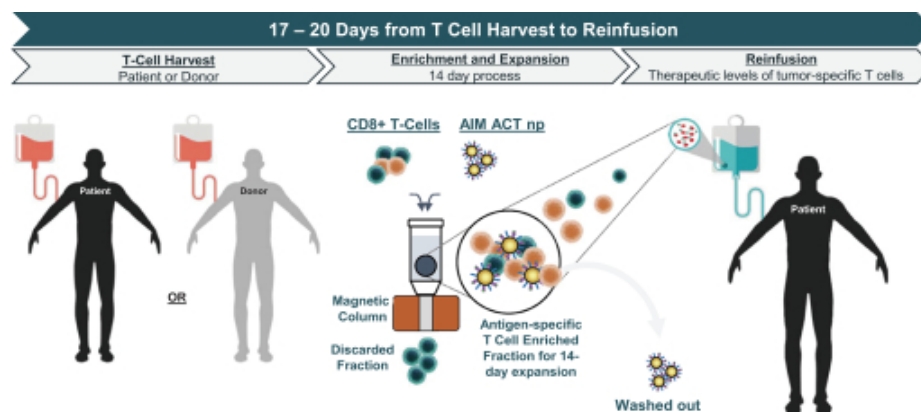 17 – 20 Days from T Cell Harvest to Reinfusion
T-Cell Harvest
Patient or Donor
Enrichment and Expansion
14 day process
Reinfusion
Therapeutic levels of tumor-specific T cells
CD8+ T-Cells
AIM ACT np
Patient
OR
Donor
Magnetic
Column
Discarded
Fraction
Antigen-specific
T Cell Enriched
Fraction for 14-
day expansion
Washed out
Patient